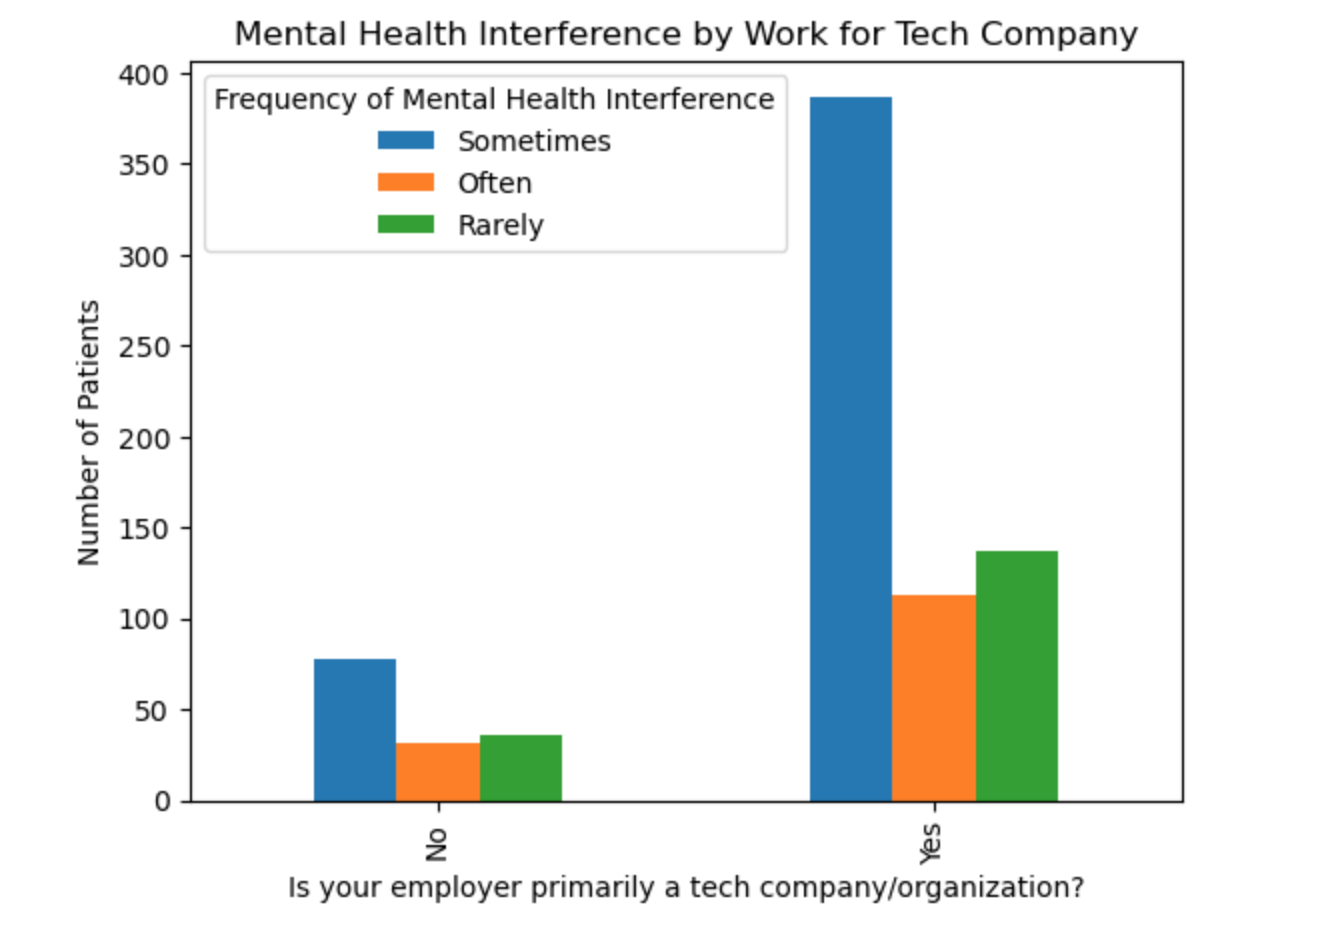 Mental Health Interference by Work for Tech Company
Frequency of Mental Health Interference
Sometimes
Often
Rarely
400
350
300
250
200
150
100
50
0
Number of Patients
No
Yes
Is your employer primarily a tech company/organization?